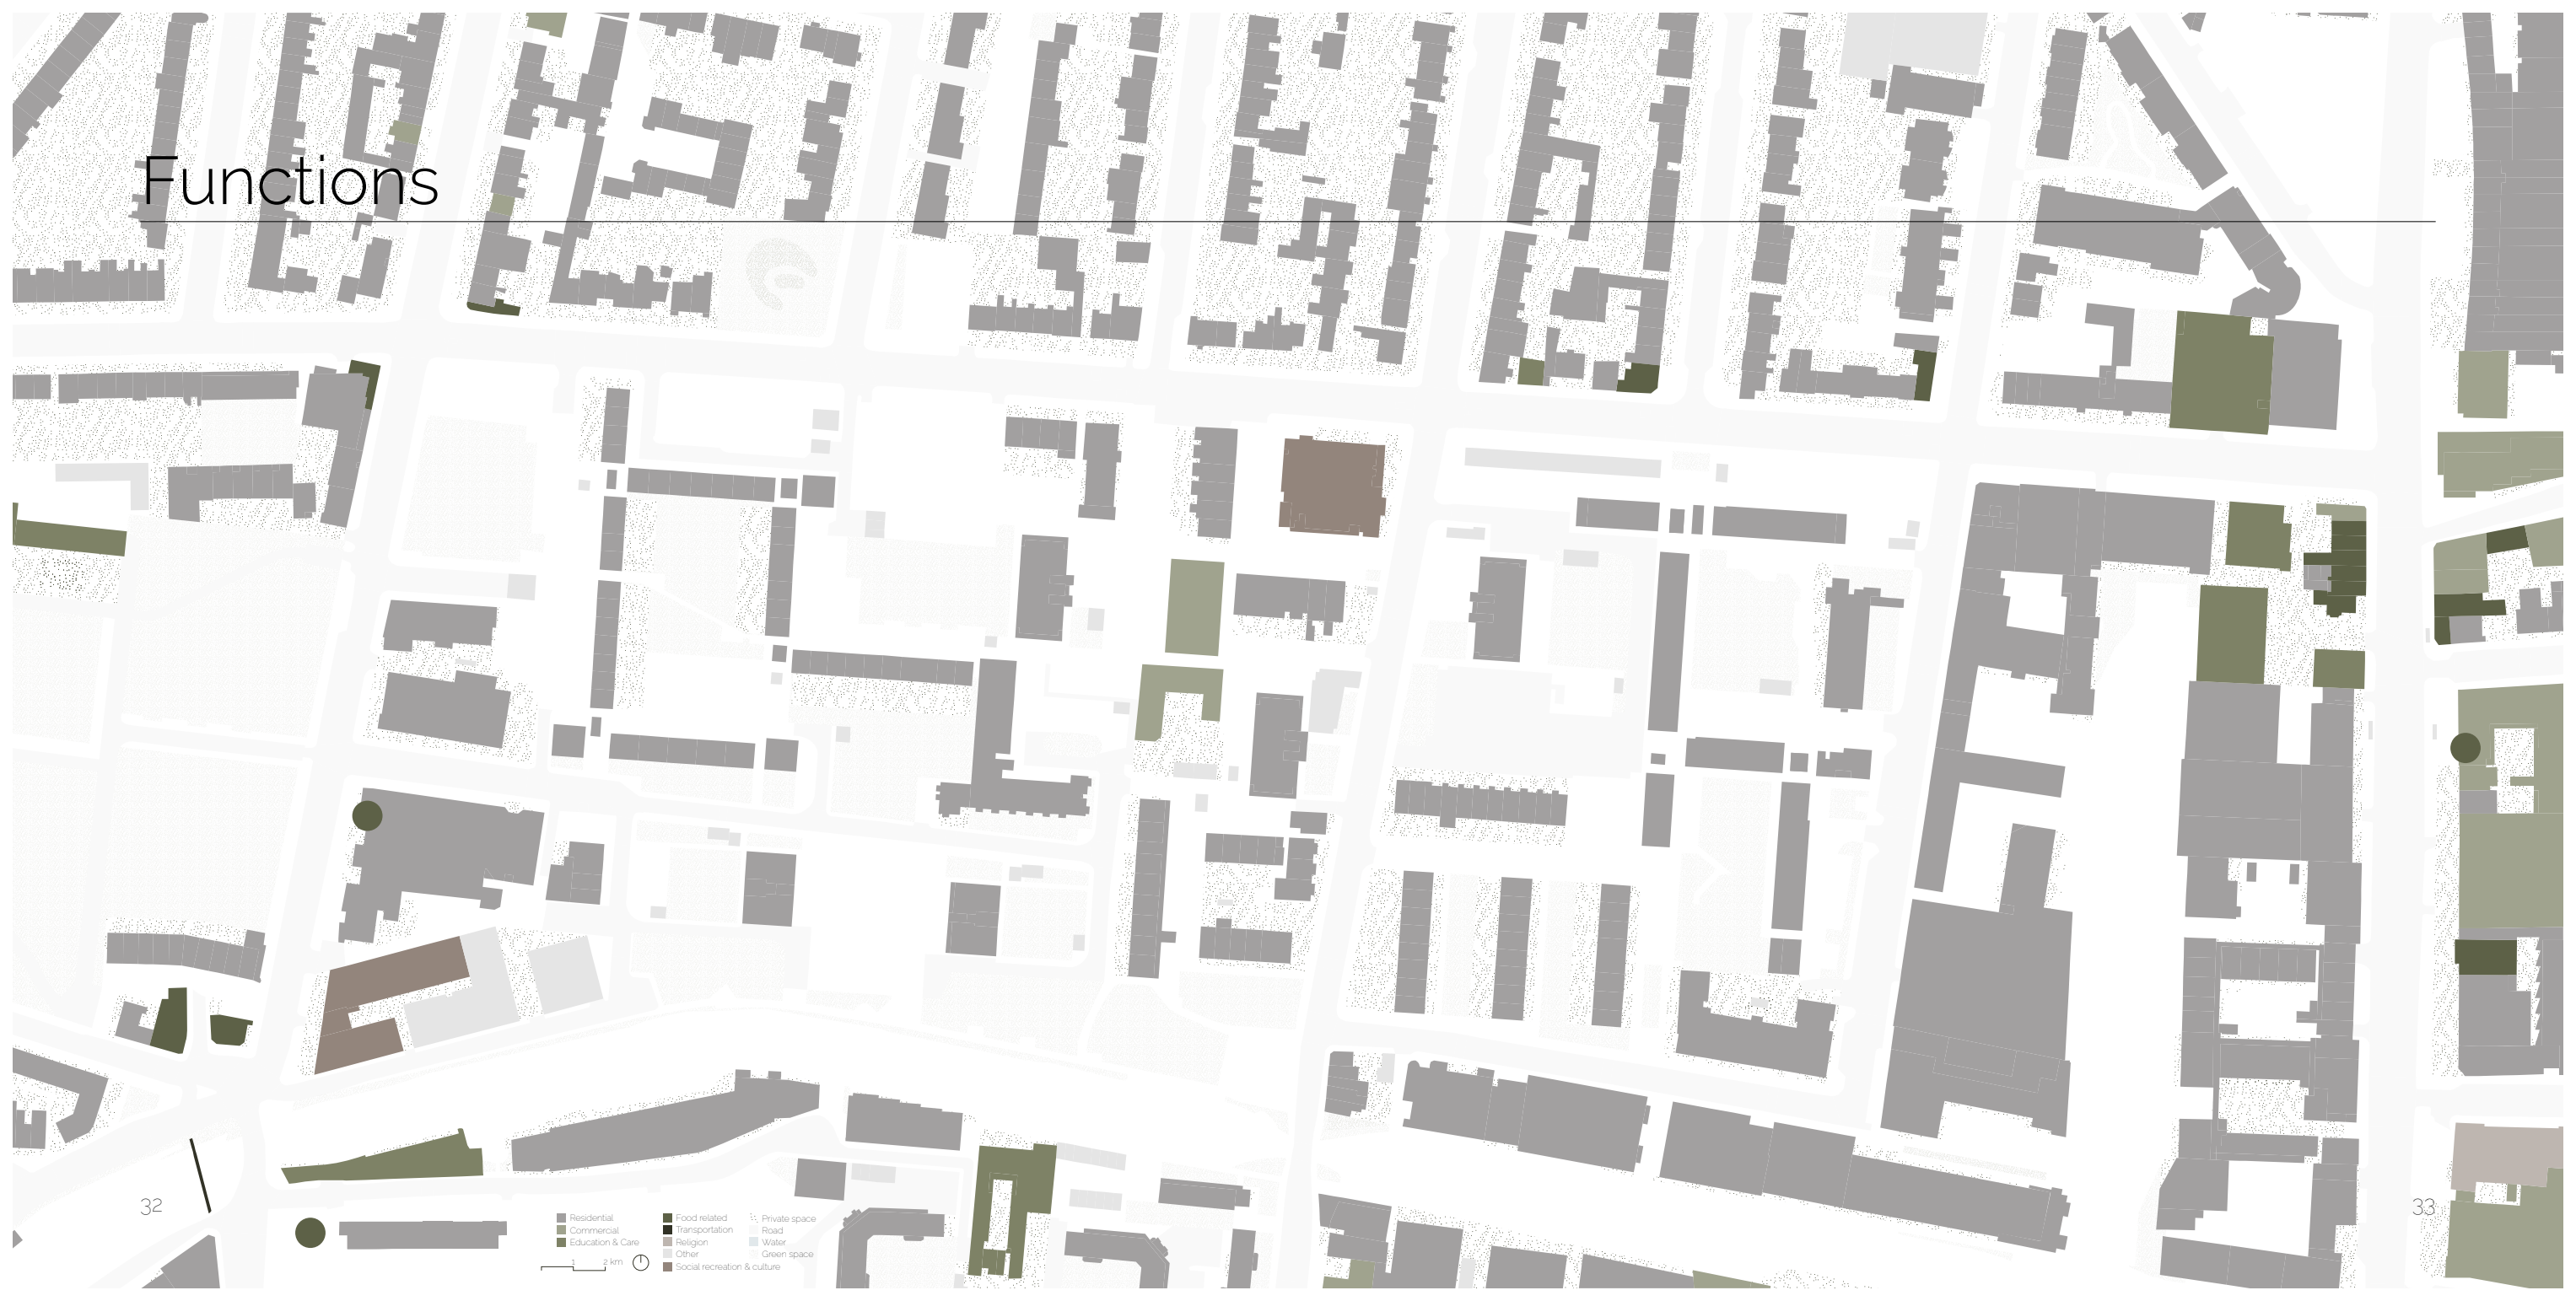 Functions
32
33
Residential
Commercial
Education & Care
Food related
Transportation
Religion
Other
Social recreation & culture
Private space
Road
Water
Green space
1 2 km